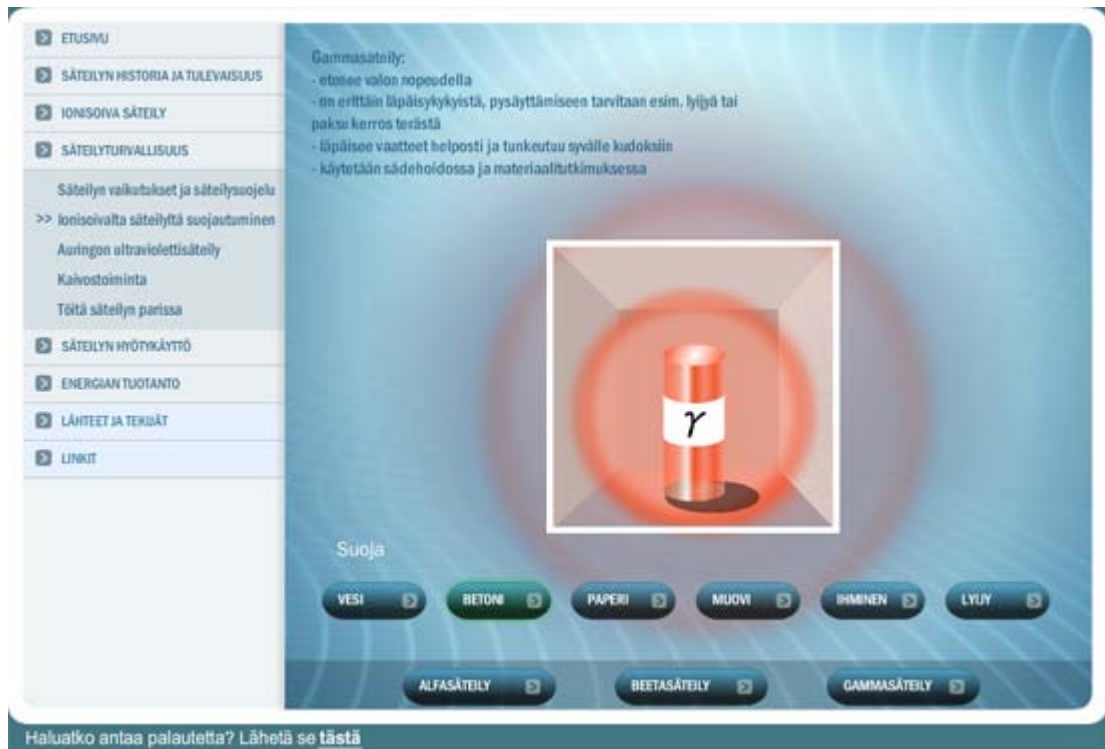 ETUSIVU
SÄTEILYN HISTORIA JA TULEVAISUUS
IONISOIVA SÄTEILY
SÄTEILYTURVALLISUUS
Säteilyn vaikutukset ja säteilysuojelu
>> Ionisoivalta säteilyltä suojautuminen
Auringon ultraviolettisäteily
Kaivostoiminta
Töitä säteilyn parissa
SÄTEILYN HYÖTYKÄYTTÖ
ENERGIAN TUOTANTO
LÄHTEET JA TEKIJÄT
LINKIT
Gammasäteily:
- etenee valon nopeudella
- on erittäin läpäisykykyistä, pysäyttämiseen tarvitaan esim. lyijyä tai
paksu kerros terästä
- läpäisee vaatteet helposti ja tunkeutuu syvälle kudoksiin
- käytetään sädehoidossa ja materiaalitutkimuksessa
γ
Suoja
VESI BETONI PAPERI MUOVI IHMINEN LYIJY
ALFASÄTEILY BEETASÄTEILY GAMMASÄTEILY
Haluatko antaa palautetta? Lähetä se tästä